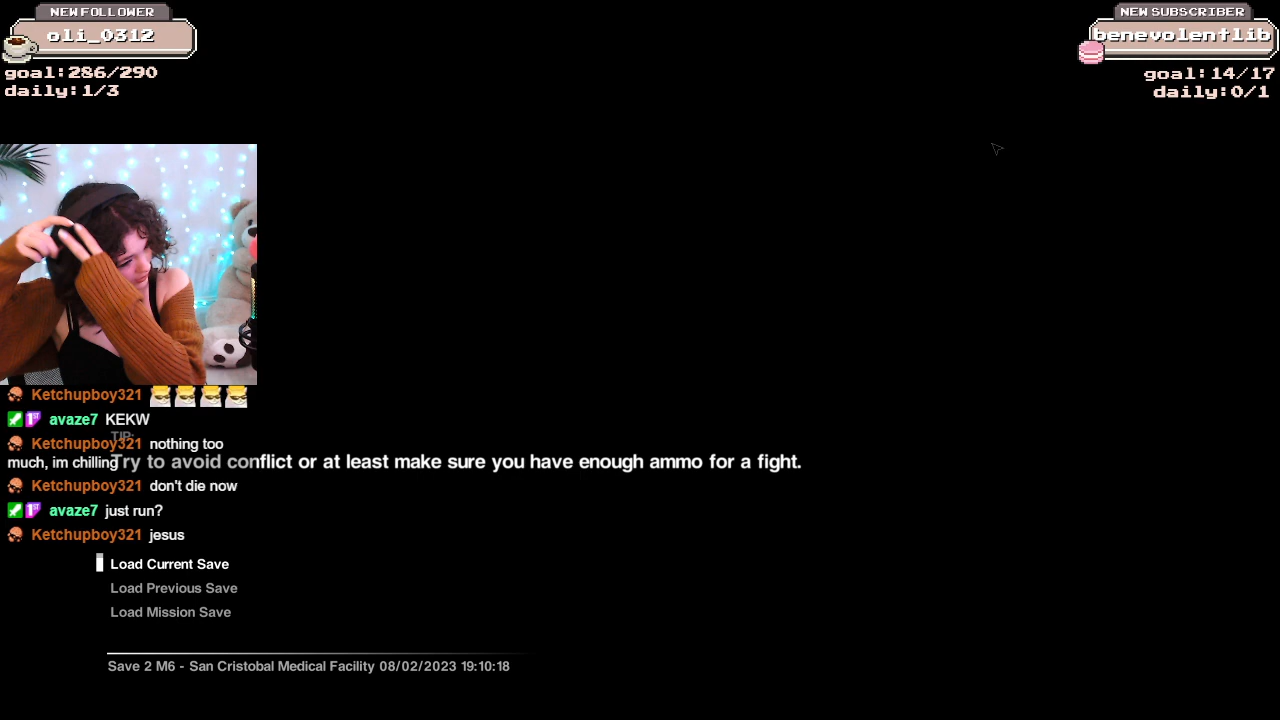 NEW FOLLOWER
oli_0312
goal:286/290
daily:1/3
NEW SUBSCRIBER
benevolentlib
goal:14/17
daily:0/1
Ketchupboy321
avaze7 KEKW
TIP:
Ketchupboy321 nothing too
much, im chilling
Try to avoid conflict or at least make sure you have enough ammo for a fight.
Ketchupboy321 don't die now
avaze7 just run?
Ketchupboy321 jesus
Load Current Save
Load Previous Save
Load Mission Save
Save 2 M6 - San Cristobal Medical Facility 08/02/2023 19:10:18